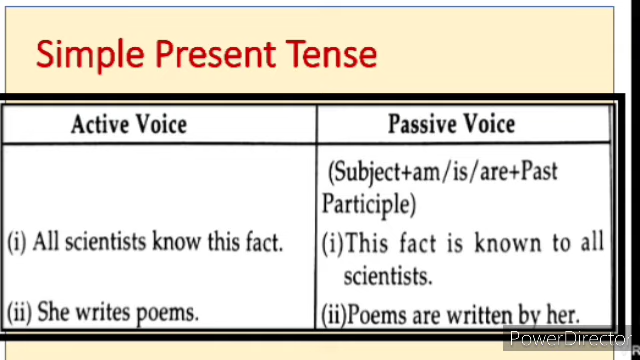 Simple Present Tense
Active Voice
Passive Voice
(Subject+am/is/are+Past
Participle)
(i) All scientists know this fact.
(i)This fact is known to all
scientists.
(ii) She writes poems.
(ii)Poems are written by her.
PowerDirecto